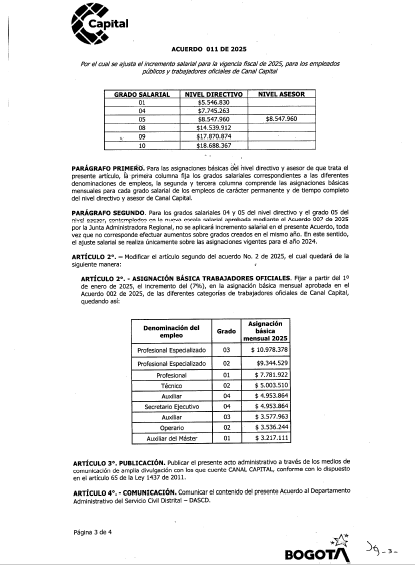 Capital
ACUERDO 011 DE 2025
Por el cual se ajusta el incremento salarial para la vigencia fiscal de 2025, para los empleados
públicos y trabajadores oficiales de Canal Capital
GRADO SALARIAL NIVEL DIRECTIVO NIVEL ASESOR
01 $5.546.830
04 $7.745.263
05 $8.547.960 $8.547.960
08 $14.539.912
09 $17.870.874
10 $18.688.367
PARÁGRAFO PRIMERO. Para las asignaciones básicas del nivel directivo y asesor de que trata el
presente artículo, la primera columna fija los grados salariales correspondientes a las diferentes
denominaciones de empleos, la segunda y tercera columna comprende las asignaciones básicas
mensuales para cada grado salarial de los empleos de carácter permanente y de tiempo completo
del nivel directivo y asesor de Canal Capital.
PARÁGRAFO SEGUNDO. Para los grados salariales 04 y 05 del nivel directivo y el grado 05 del
nivel asesor, contemplados en la nueva escala salarial aprobada mediante el Acuerdo 007 de 2025
por la Junta Administradora Regional, no se aplicará incremento salarial en el presente Acuerdo, toda
vez que no corresponde efectuar aumentos sobre grados creados en el mismo año. En este sentido,
el ajuste salarial se realiza únicamente sobre las asignaciones vigentes para el año 2024.
ARTÍCULO 2°. – Modificar el artículo segundo del acuerdo No. 2 de 2025, el cual quedará de la
siguiente manera:
ARTÍCULO 2°. - ASIGNACIÓN BÁSICA TRABAJADORES OFICIALES. Fijar a partir del 1º
de enero de 2025, el incremento del (7%), en la asignación básica mensual aprobada en el
Acuerdo 002 de 2025, de las diferentes categorías de trabajadores oficiales de Canal Capital,
quedando así:
Denominación del empleo Grado Asignación básica mensual 2025
Profesional Especializado 03 $ 10.978.378
Profesional Especializado 02 $9.344.529
Profesional 01 $ 7.781.922
Técnico 02 $ 5.003.510
Auxiliar 04 $ 4.953.864
Secretario Ejecutivo 04 $ 4.953.864
Auxiliar 03 $ 3.577.963
Operario 02 $ 3.536.244
Auxiliar del Máster 01 $ 3.217.111
ARTÍCULO 3°. PUBLICACIÓN. Publicar el presente acto administrativo a través de los medios de
comunicación de amplia divulgación con los que cuente CANAL CAPITAL, conforme con lo dispuesto
en el artículo 65 de la Ley 1437 de 2011.
ARTÍCULO 4°. - COMUNICACIÓN. Comunicar el contenido del presente Acuerdo al Departamento
Administrativo del Servicio Civil Distrital – DASCD.
Página 3 de 4
BOGOTÁ
- 3 -